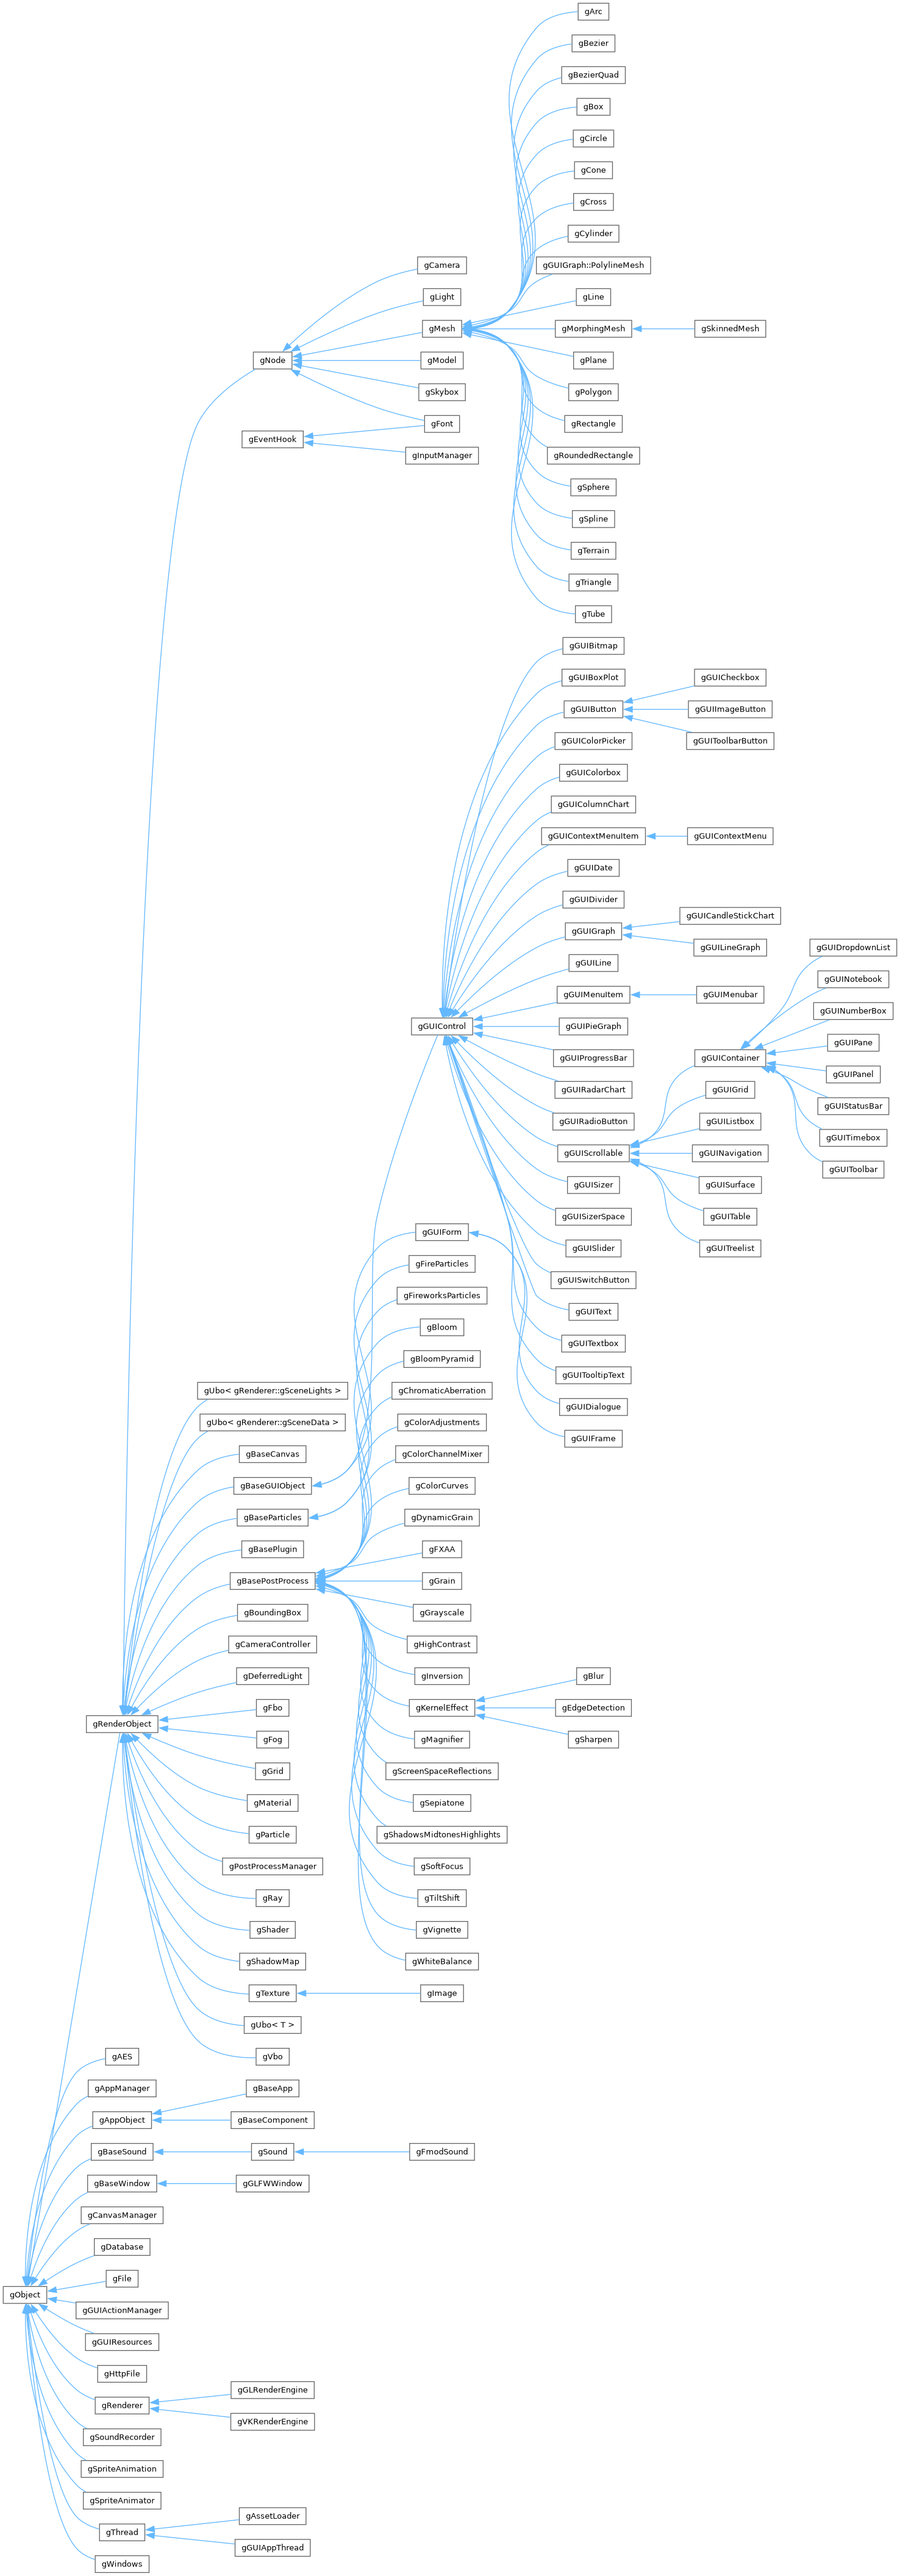 gArc
gBezier
gBezierQuad
gBox
gCircle
gCone
gCross
gCylinder
gCamera
gGUIGraph::PolylineMesh
gLight
gLine
gMesh
gMorphingMesh
gSkinnedMesh
gNode
gModel
gPlane
gSkybox
gPolygon
gFont
gRectangle
gEventHook
gInputManager
gRoundedRectangle
gSphere
gSpline
gTerrain
gTriangle
gTube
gGUIBitmap
gGUIBoxPlot
gGUICheckbox
gGUIButton
gGUIImageButton
gGUIColorPicker
gGUIToolbarButton
gGUIColorbox
gGUIColumnChart
gGUIContextMenuItem
gGUIContextMenu
gGUIDate
gGUIDivider
gGUICandleStickChart
gGUIGraph
gGUILineGraph
gGUIDropdownList
gGUILine
gGUINotebook
gGUIMenuItem
gGUIMenubar
gGUINumberBox
gGUIControl
gGUIPieGraph
gGUIPane
gGUIProgressBar
gGUIContainer
gGUIPanel
gGUIRadarChart
gGUIGrid
gGUIStatusBar
gGUIRadioButton
gGUIListbox
gGUITimebox
gGUIScrollable
gGUINavigation
gGUIToolbar
gGUISizer
gGUISurface
gGUISizerSpace
gGUITable
gGUIForm
gGUISlider
gGUITreelist
gFireParticles
gGUISwitchButton
gFireworksParticles
gGUIText
gBloom
gGUITextbox
gBloomPyramid
gGUITooltipText
gUbo< gRenderer::gSceneLights >
gChromaticAberration
gGUIDialogue
gUbo< gRenderer::gSceneData >
gColorAdjustments
gGUIFrame
gBaseCanvas
gColorChannelMixer
gBaseGUIObject
gColorCurves
gBaseParticles
gDynamicGrain
gBasePlugin
gFXAA
gBasePostProcess
gGrain
gBoundingBox
gGrayscale
gCameraController
gHighContrast
gDeferredLight
gInversion
gBlur
gFbo
gKernelEffect
gEdgeDetection
gRenderObject
gFog
gMagnifier
gSharpen
gGrid
gScreenSpaceReflections
gMaterial
gSepiatone
gParticle
gShadowsMidtonesHighlights
gPostProcessManager
gSoftFocus
gRay
gTiltShift
gShader
gVignette
gShadowMap
gWhiteBalance
gTexture
gImage
gUbo< T >
gAES
gVbo
gAppManager
gBaseApp
gAppObject
gBaseComponent
gBaseSound
gSound
gFmodSound
gBaseWindow
gGLFWWindow
gCanvasManager
gDatabase
gFile
gObject
gGUIActionManager
gGUIResources
gHttpFile
gGLRenderEngine
gRenderer
gVKRenderEngine
gSoundRecorder
gSpriteAnimation
gSpriteAnimator
gAssetLoader
gThread
gGUIAppThread
gWindows